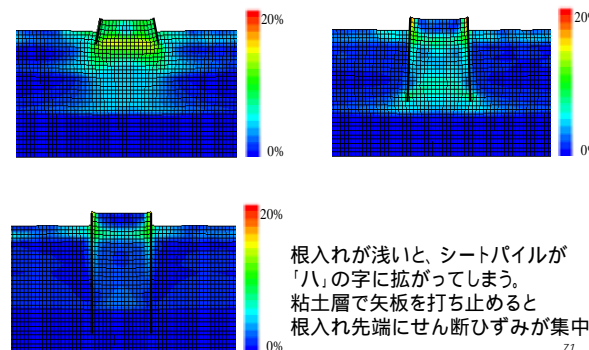 20%
0%
20%
0%
20%
0%
根入れが浅いと、シートパイルが
「ハ」の字に拡がってしまう。
粘土層で矢板を打ち止めると
根入れ先端にせん断ひずみが集中
71